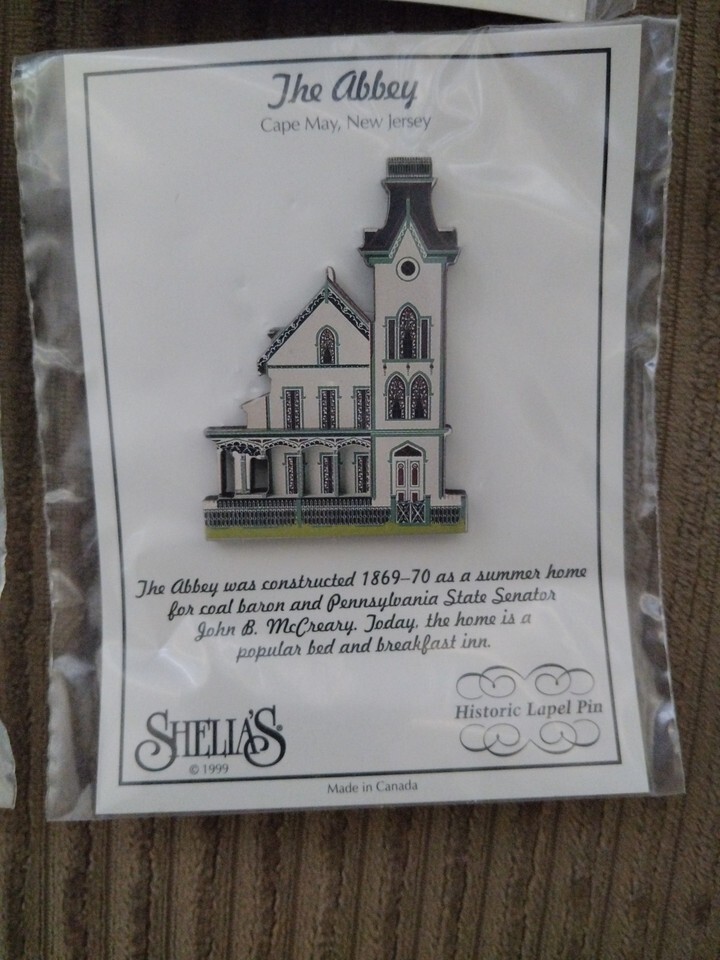 The Abbey
Cape May, New Jersey
The Abbey was constructed 1869–70 as a summer home
for coal baron and Pennsylvania State Senator
John B. McCreary. Today, the home is a
popular bed and breakfast inn.
Historic Lapel Pin
SHELIA'S®
© 1999
Made in Canada